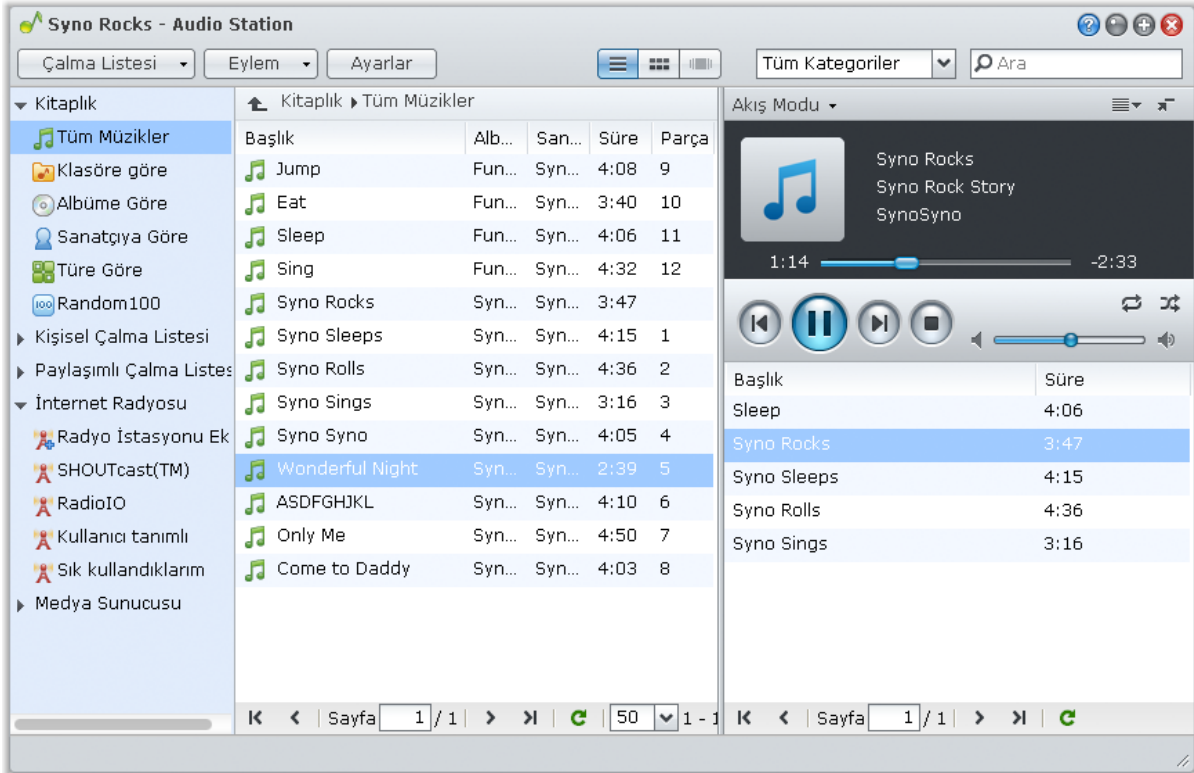 Syno Rocks - Audio Station
Çalma Listesi Eylem Ayarlar Tüm Kategoriler Ara
Kitaplık
Tüm Müzikler
Klasöre göre
Albüme Göre
Sanatçıya Göre
Türe Göre
100 Random100
Kişisel Çalma Listesi
Paylaşımlı Çalma Listes
İnternet Radyosu
Radyo İstasyonu Ek
SHOUTcast(TM)
RadioIO
Kullanıcı tanımlı
Sık kullandıklarım
Medya Sunucusu
Kitaplık Tüm Müzikler
Başlık Alb... San... Süre Parça
Jump Fun... Syn... 4:08 9
Eat Fun... Syn... 3:40 10
Sleep Fun... Syn... 4:06 11
Sing Fun... Syn... 4:32 12
Syno Rocks Syn... Syn... 3:47
Syno Sleeps Syn... Syn... 4:15 1
Syno Rolls Syn... Syn... 4:36 2
Syno Sings Syn... Syn... 3:16 3
Syno Syno Syn... Syn... 4:05 4
Wonderful Night Syn... Syn... 2:39 5
ASDFGHJKL Syn... Syn... 4:10 6
Only Me Syn... Syn... 4:50 7
Come to Daddy Syn... Syn... 4:03 8
Sayfa 1 / 1 50 1 - 1
Akış Modu
Syno Rocks
Syno Rock Story
SynoSyno
1:14 -2:33
Başlık Süre
Sleep 4:06
Syno Rocks 3:47
Syno Sleeps 4:15
Syno Rolls 4:36
Syno Sings 3:16
Sayfa 1 / 1